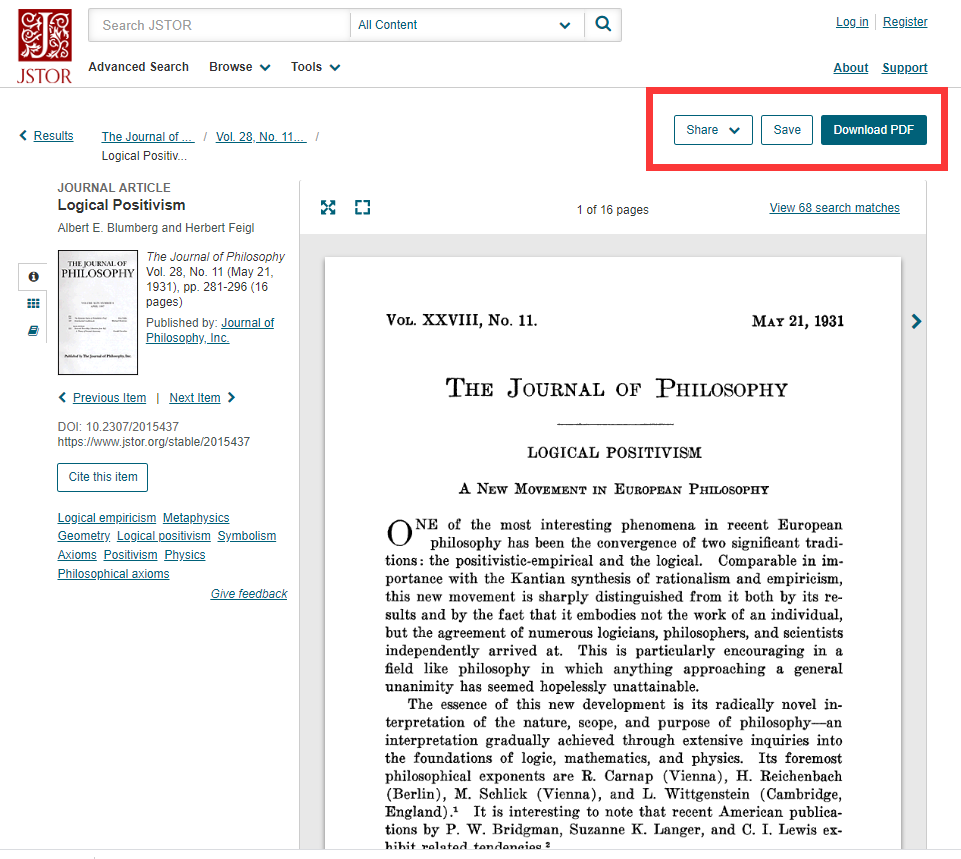 JSTOR
Search JSTOR
All Content
Log in
Register
Advanced Search
Browse
Tools
About
Support
Results
The Journal of ...
/
Vol. 28, No. 11...
/
Logical Positiv...
Share
Save
Download PDF
JOURNAL ARTICLE
Logical Positivism
Albert E. Blumberg and Herbert Feigl
THE JOURNAL OF
PHILOSOPHY
Published by The Journal of Philosophy, Inc.
The Journal of Philosophy
Vol. 28, No. 11 (May 21,
1931), pp. 281-296 (16
pages)
Published by: Journal of
Philosophy, Inc.
Previous Item | Next Item
DOI: 10.2307/2015437
https://www.jstor.org/stable/2015437
Cite this item
Logical empiricism Metaphysics
Geometry Logical positivism Symbolism
Axioms Positivism Physics
Philosophical axioms
Give feedback
1 of 16 pages
View 68 search matches
VOL. XXVIII, NO. 11. MAY 21, 1931
THE JOURNAL OF PHILOSOPHY
LOGICAL POSITIVISM
A NEW MOVEMENT IN EUROPEAN PHILOSOPHY
ONE of the most interesting phenomena in recent European
philosophy has been the convergence of two significant tradi-
tions: the positivistic-empirical and the logical. Comparable in im-
portance with the Kantian synthesis of rationalism and empiricism,
this new movement is sharply distinguished from it both by its re-
sults and by the fact that it embodies not the work of an individual,
but the agreement of numerous logicians, philosophers, and scientists
independently arrived at. This is particularly encouraging in a
field like philosophy in which anything approaching a general
unanimity has seemed hopelessly unattainable.
The essence of this new development is its radically novel in-
terpretation of the nature, scope, and purpose of philosophy—an
interpretation gradually achieved through extensive inquiries into
the foundations of logic, mathematics, and physics. Its foremost
philosophical exponents are R. Carnap (Vienna), H. Reichenbach
(Berlin), M. Schlick (Vienna), and L. Wittgenstein (Cambridge,
England).¹ It is interesting to note that recent American publica-
tions by P. W. Bridgman, Suzanne K. Langer, and C. I. Lewis ex-
hibit related tendencies.²